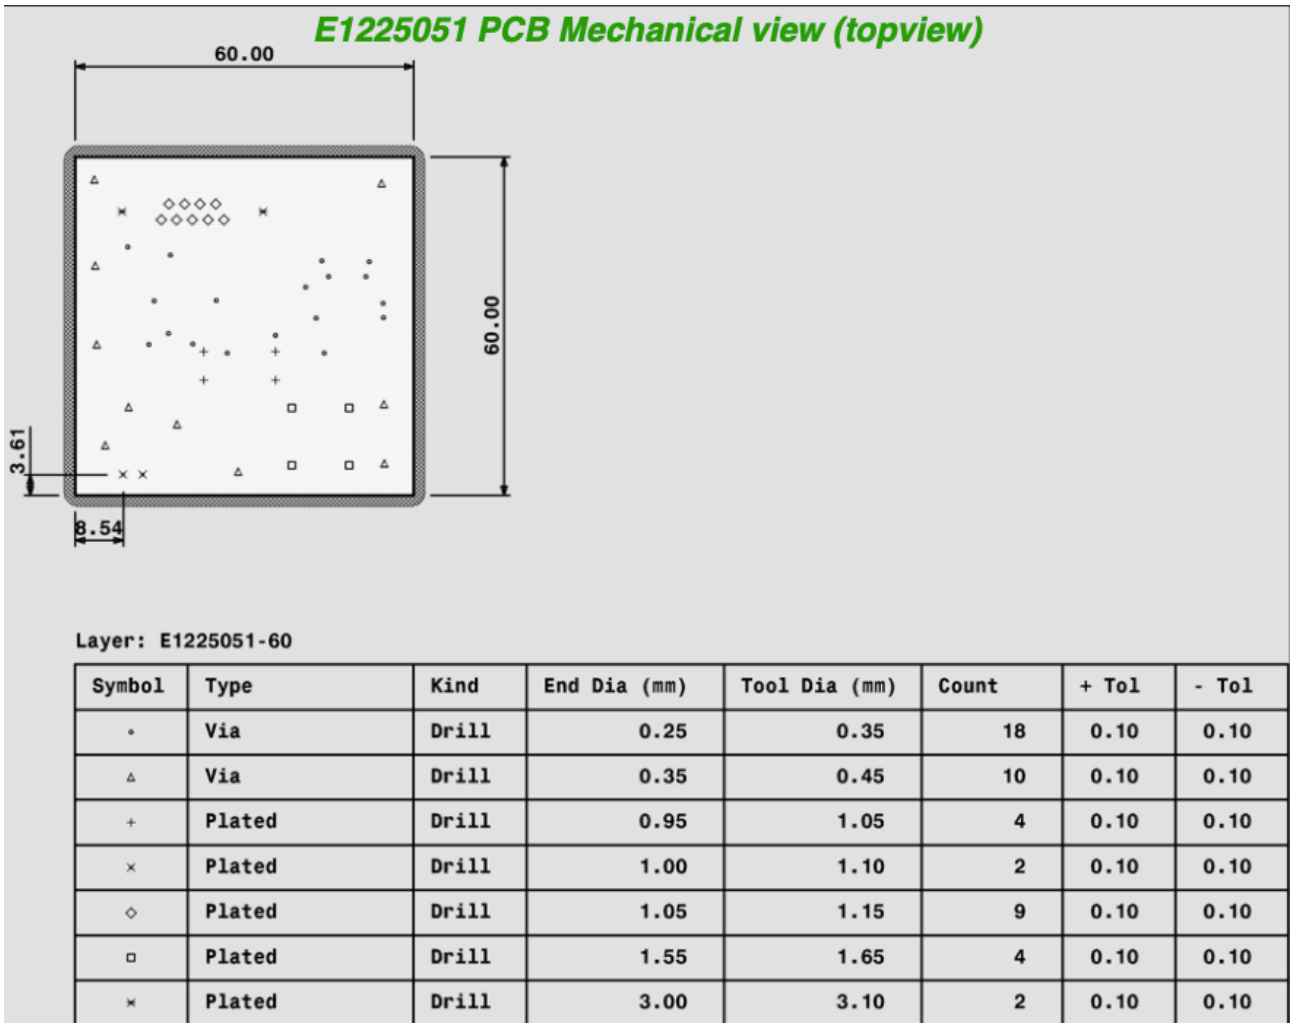 E1225051 PCB Mechanical view (topview)
60.00
60.00
3.61
8.54
Layer: E1225051-60
Symbol Type Kind End Dia (mm) Tool Dia (mm) Count + Tol - Tol
Via Drill 0.25 0.35 18 0.10 0.10
Via Drill 0.35 0.45 10 0.10 0.10
Plated Drill 0.95 1.05 4 0.10 0.10
Plated Drill 1.00 1.10 2 0.10 0.10
Plated Drill 1.05 1.15 9 0.10 0.10
Plated Drill 1.55 1.65 4 0.10 0.10
Plated Drill 3.00 3.10 2 0.10 0.10